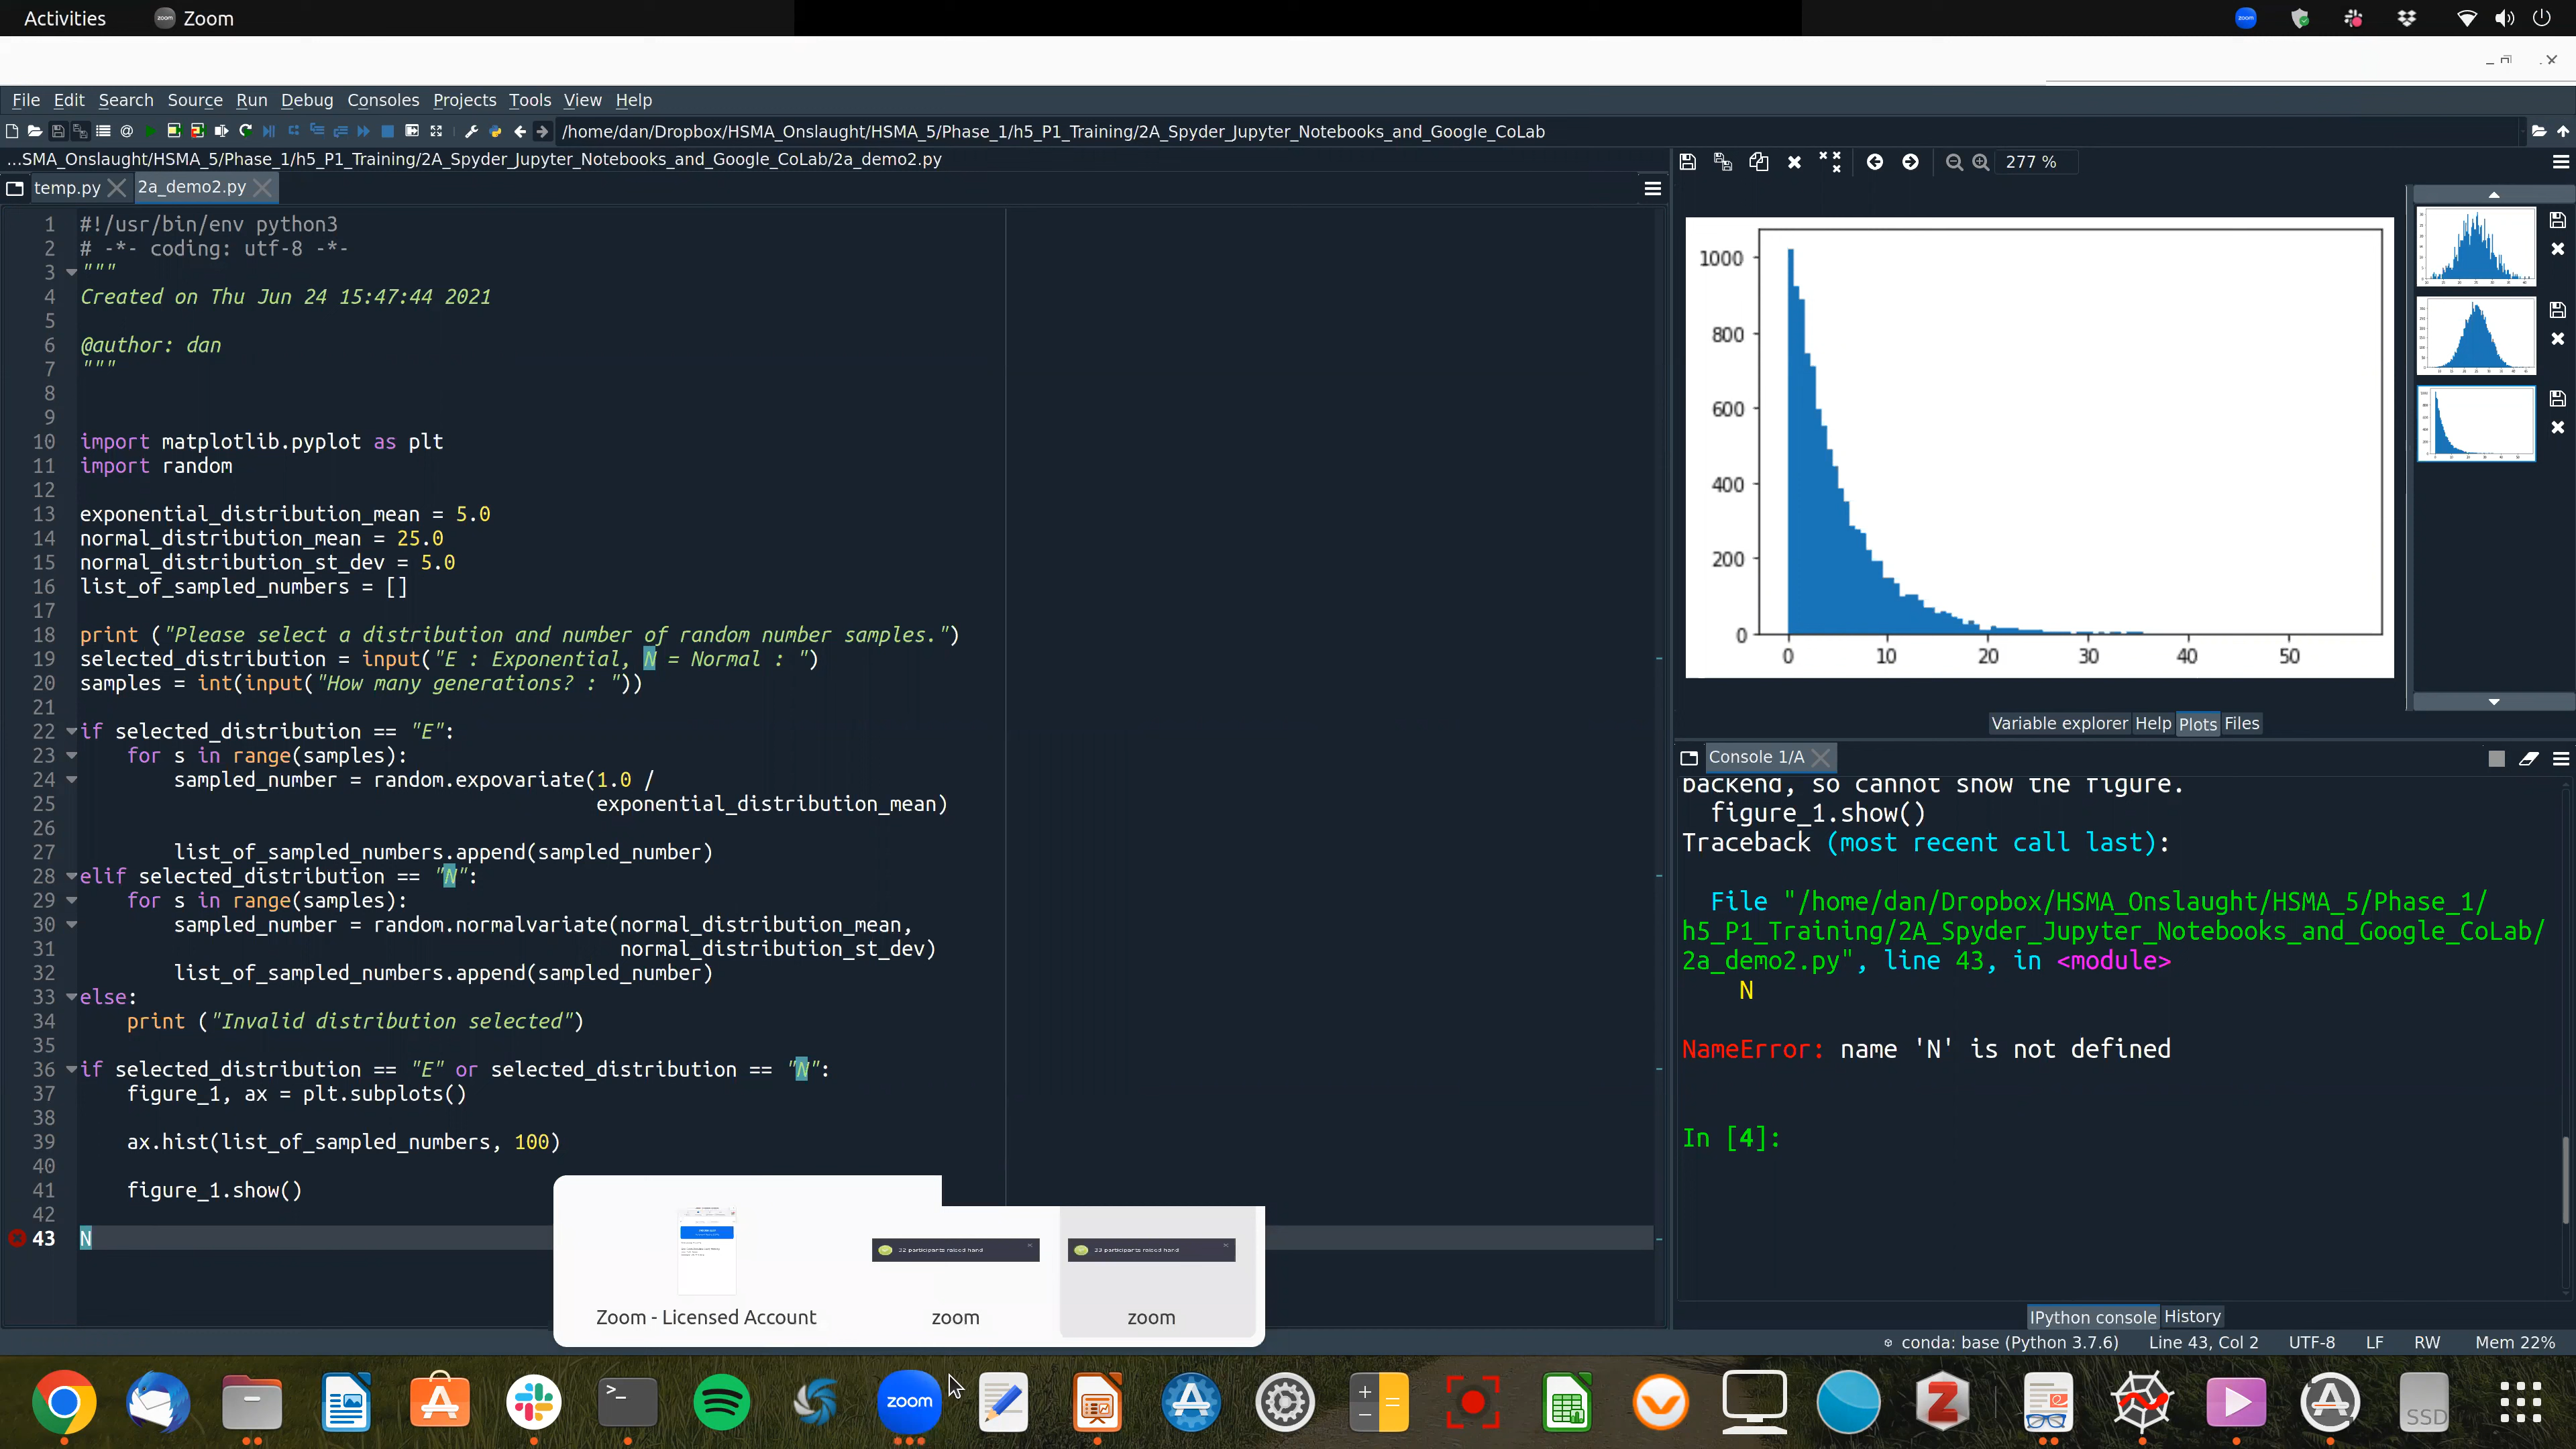 Activities
zoom Zoom
zoom
File Edit Search Source Run Debug Consoles Projects Tools View Help
/home/dan/Dropbox/HSMA_Onslaught/HSMA_5/Phase_1/h5_P1_Training/2A_Spyder_Jupyter_Notebooks_and_Google_CoLab
...SMA_Onslaught/HSMA_5/Phase_1/h5_P1_Training/2A_Spyder_Jupyter_Notebooks_and_Google_CoLab/2a_demo2.py
temp.py 2a_demo2.py
1 #!/usr/bin/env python3
2 # -*- coding: utf-8 -*-
3 """
4 Created on Thu Jun 24 15:47:44 2021
5
6 @author: dan
7 """
8
9
10 import matplotlib.pyplot as plt
11 import random
12
13 exponential_distribution_mean = 5.0
14 normal_distribution_mean = 25.0
15 normal_distribution_st_dev = 5.0
16 list_of_sampled_numbers = []
17
18 print ("Please select a distribution and number of random number samples.")
19 selected_distribution = input("E : Exponential, N = Normal : ")
20 samples = int(input("How many generations? : "))
21
22 if selected_distribution == "E":
23 for s in range(samples):
24 sampled_number = random.expovariate(1.0 /
25 exponential_distribution_mean)
26
27 list_of_sampled_numbers.append(sampled_number)
28 elif selected_distribution == "N":
29 for s in range(samples):
30 sampled_number = random.normalvariate(normal_distribution_mean,
31 normal_distribution_st_dev)
32 list_of_sampled_numbers.append(sampled_number)
33 else:
34 print ("Invalid distribution selected")
35
36 if selected_distribution == "E" or selected_distribution == "N":
37 figure_1, ax = plt.subplots()
38
39 ax.hist(list_of_sampled_numbers, 100)
40
41 figure_1.show()
42
43 N
277 %
1000
800
600
400
200
0
0 10 20 30 40 50
Variable explorer Help Plots Files
Console 1/A
backend, so cannot show the figure.
figure_1.show()
Traceback (most recent call last):
File "/home/dan/Dropbox/HSMA_Onslaught/HSMA_5/Phase_1/
h5_P1_Training/2A_Spyder_Jupyter_Notebooks_and_Google_CoLab/
2a_demo2.py", line 43, in <module>
N
NameError: name 'N' is not defined
In [4]:
IPython console History
22 participants raised hand
23 participants raised hand
Zoom - Licensed Account zoom zoom
conda: base (Python 3.7.6) Line 43, Col 2 UTF-8 LF RW Mem 22%
zoom
SSD